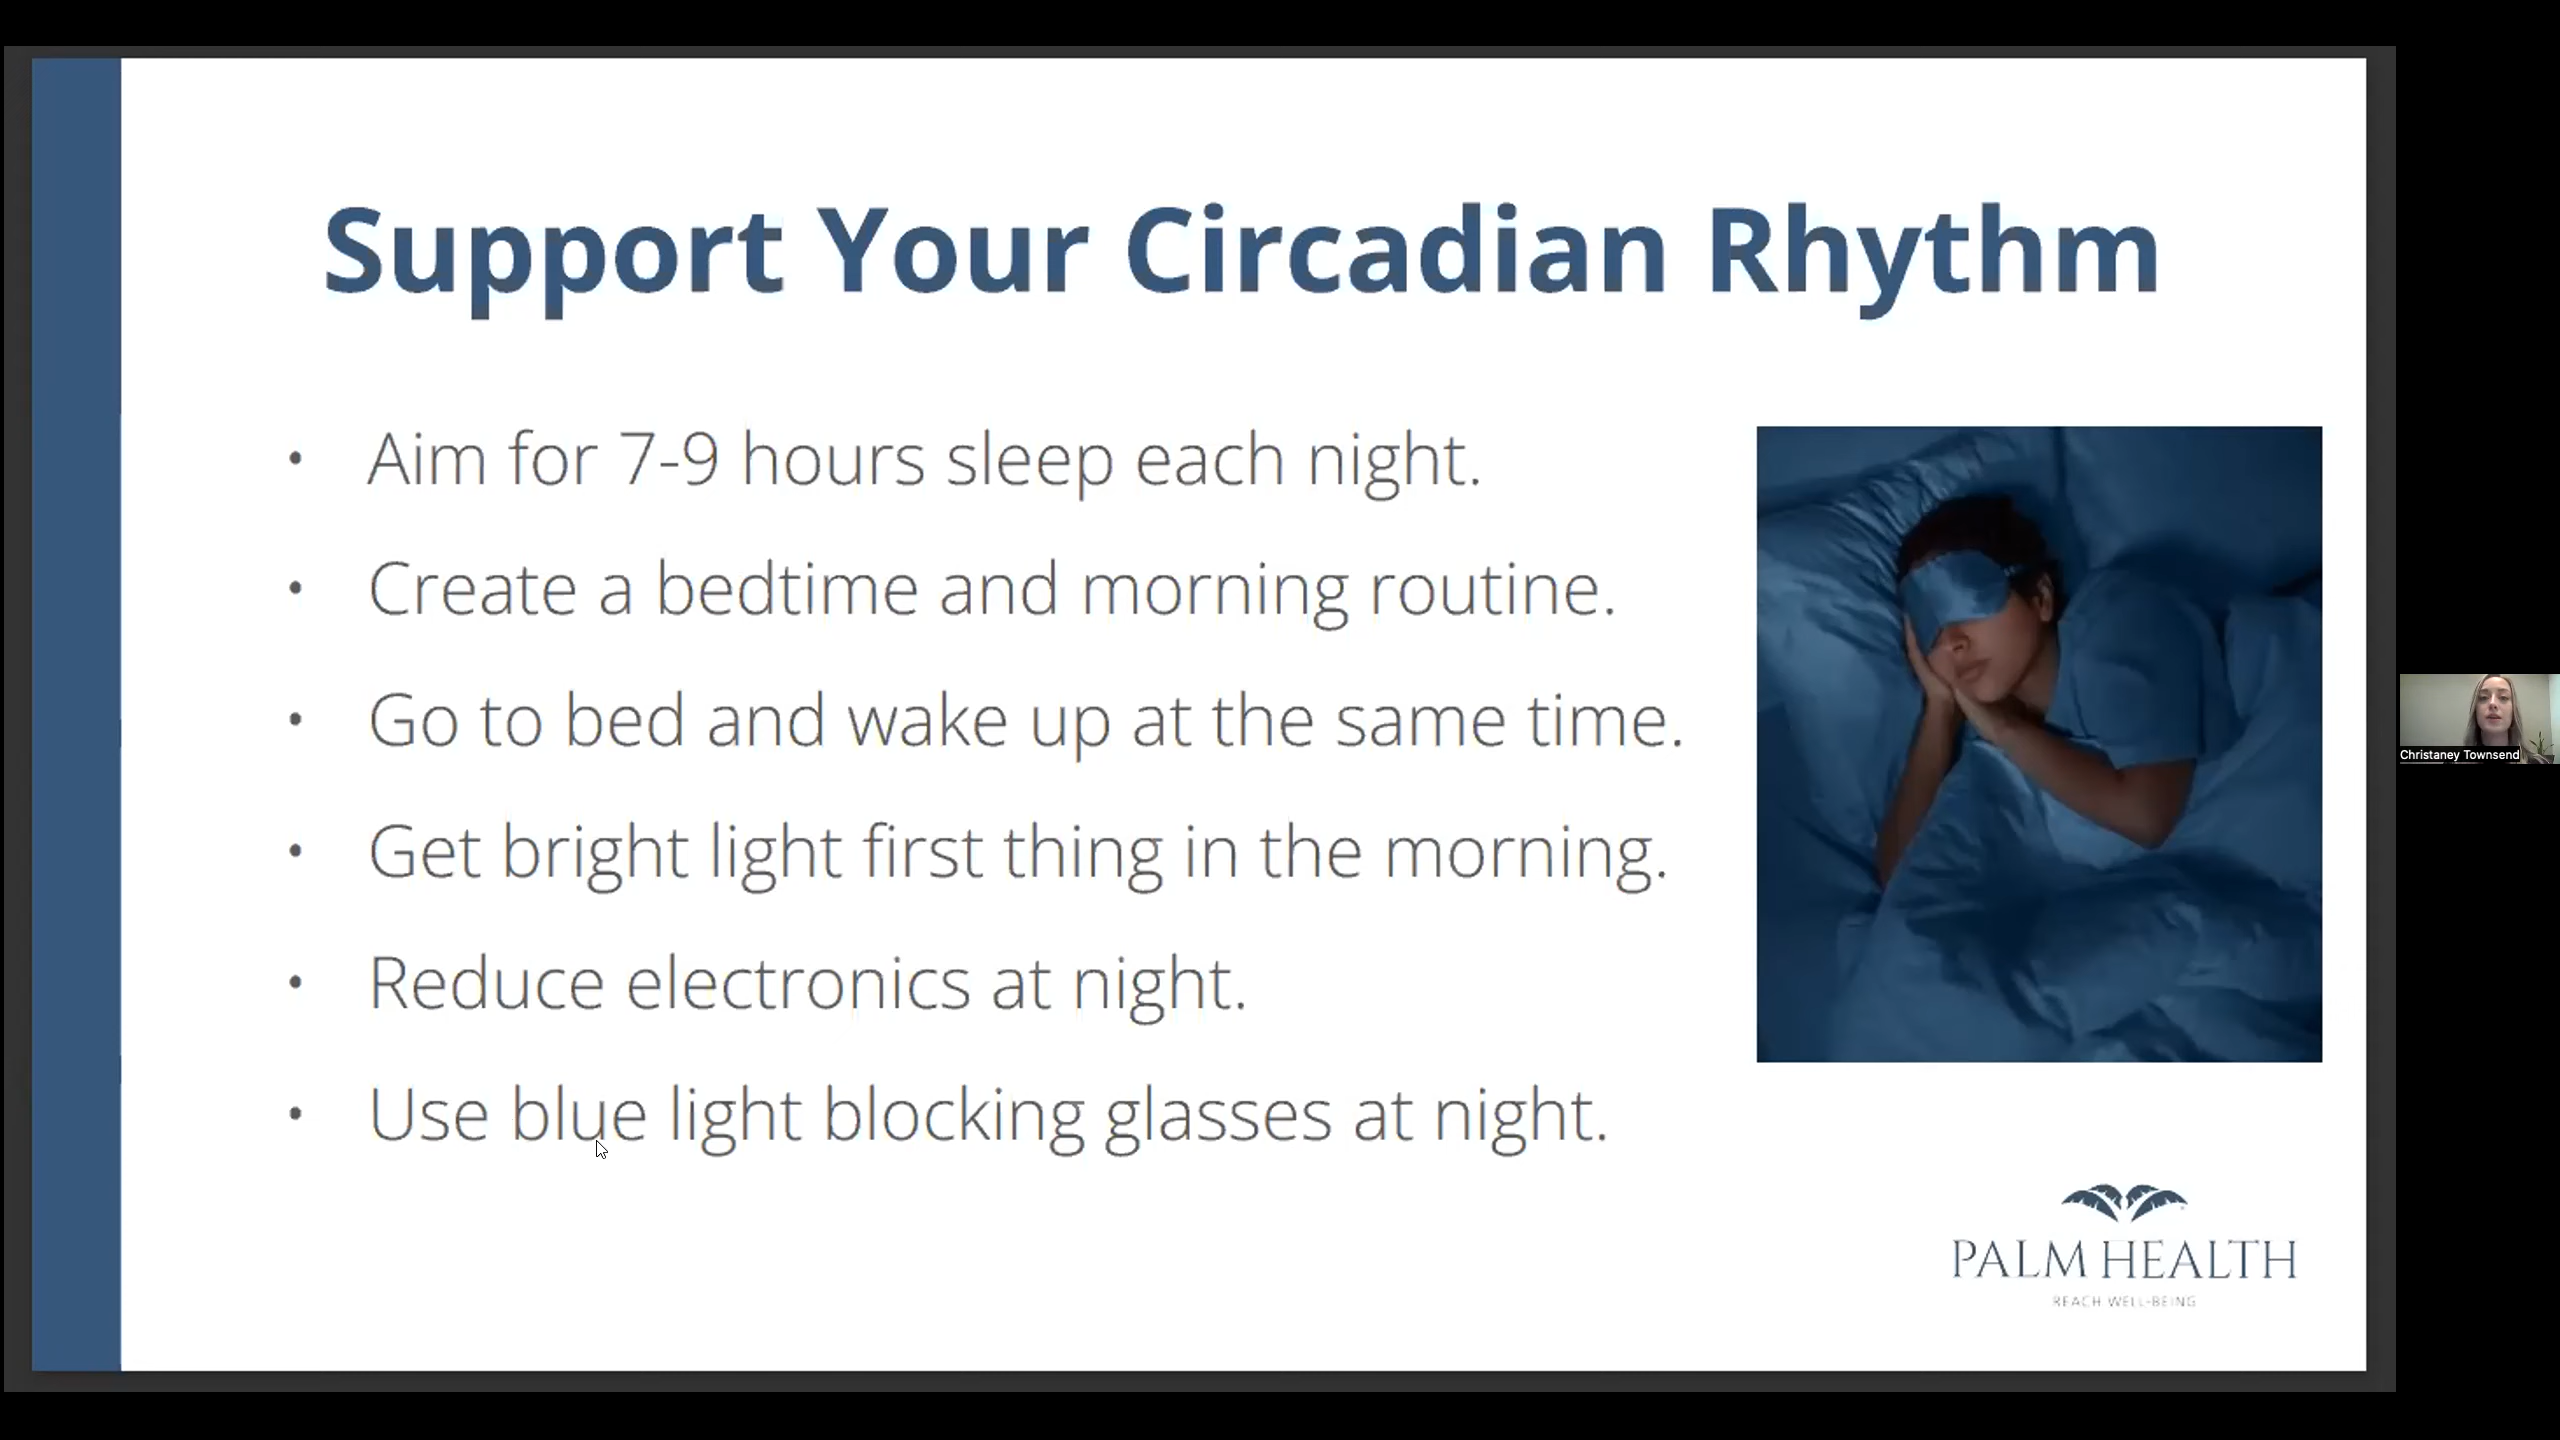 Support Your Circadian Rhythm
• Aim for 7-9 hours sleep each night.
• Create a bedtime and morning routine.
• Go to bed and wake up at the same time.
• Get bright light first thing in the morning.
• Reduce electronics at night.
• Use blue light blocking glasses at night.
PALM HEALTH
REACH WELL-BEING
Christaney Townsend